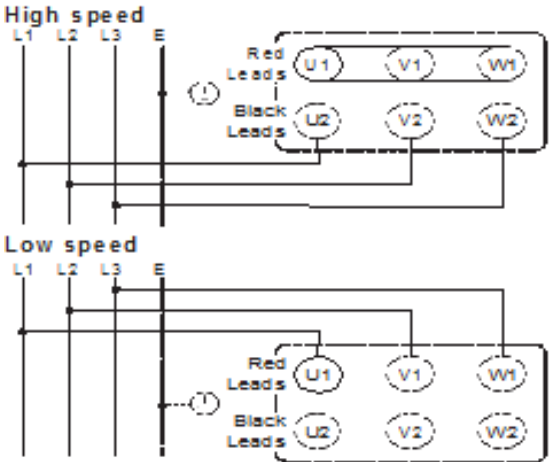 High speed
L1 L2 L3 E
Red
Leads
U1 V1 W1
Black
Leads
U2 V2 W2
Low speed
L1 L2 L3 E
Red
Leads
U1 V1 W1
Black
Leads
U2 V2 W2